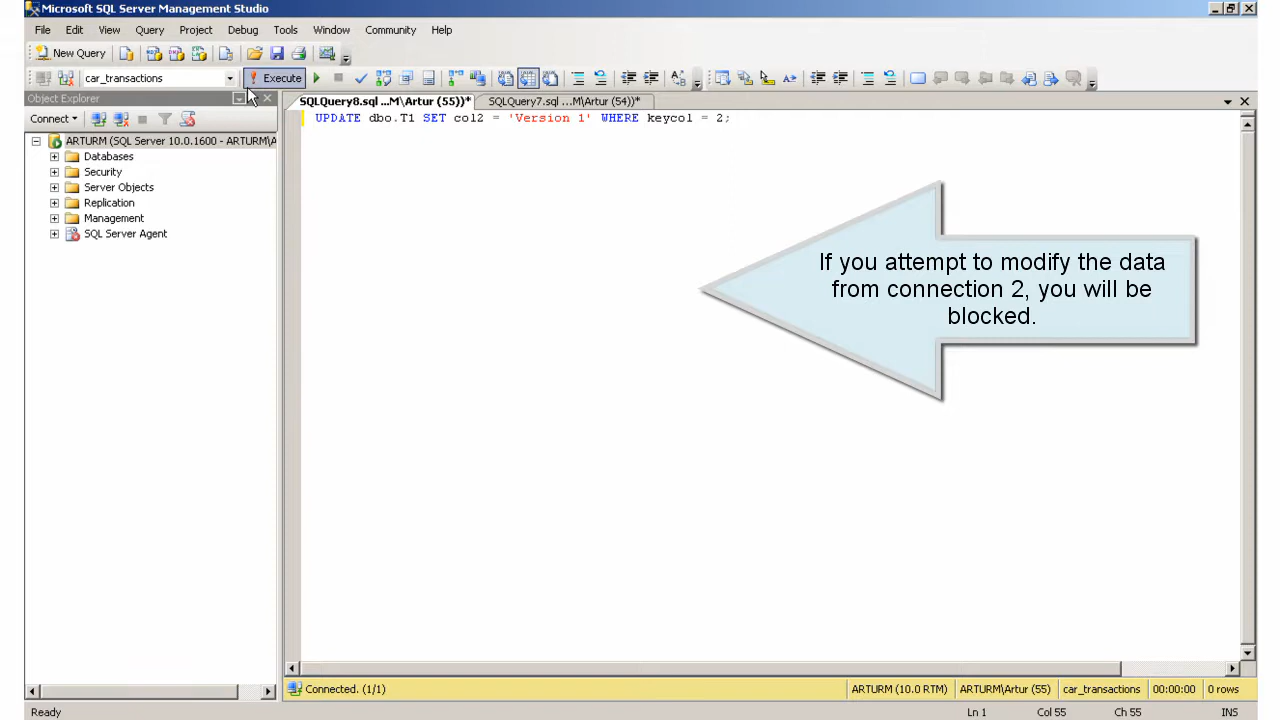 Microsoft SQL Server Management Studio
File Edit View Query Project Debug Tools Window Community Help
New Query
car_transactions Execute
Object Explorer
SQLQuery8.sql ...M\Artur (55))* SQLQuery7.sql ...M\Artur (54))*
Connect
UPDATE dbo.T1 SET col2 = 'Version 1' WHERE keycol = 2;
ARTURM (SQL Server 10.0.1600 - ARTURM\A
Databases
Security
Server Objects
Replication
Management
SQL Server Agent
If you attempt to modify the data
from connection 2, you will be
blocked.
Connected. (1/1) ARTURM (10.0 RTM) ARTURM\Artur (55) car_transactions 00:00:00 0 rows
Ready Ln 1 Col 55 Ch 55 INS